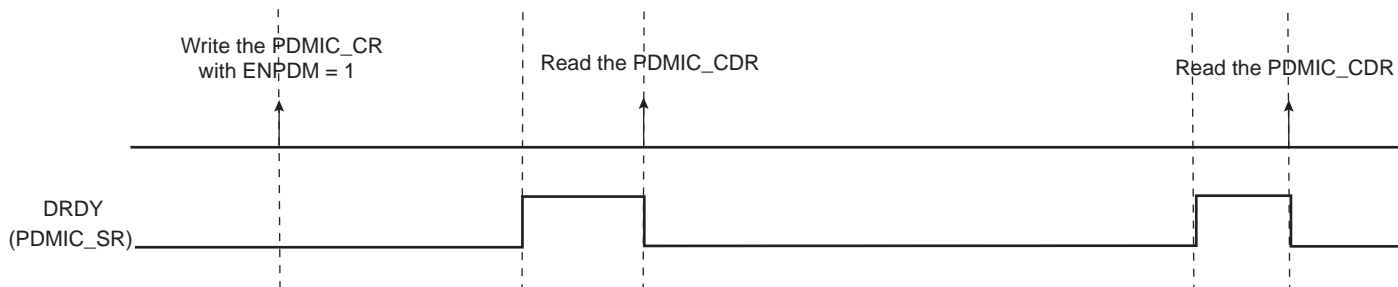 Write the PDMIC_CR
with ENPDM = 1
Read the PDMIC_CDR
Read the PDMIC_CDR
DRDY
(PDMIC_SR)